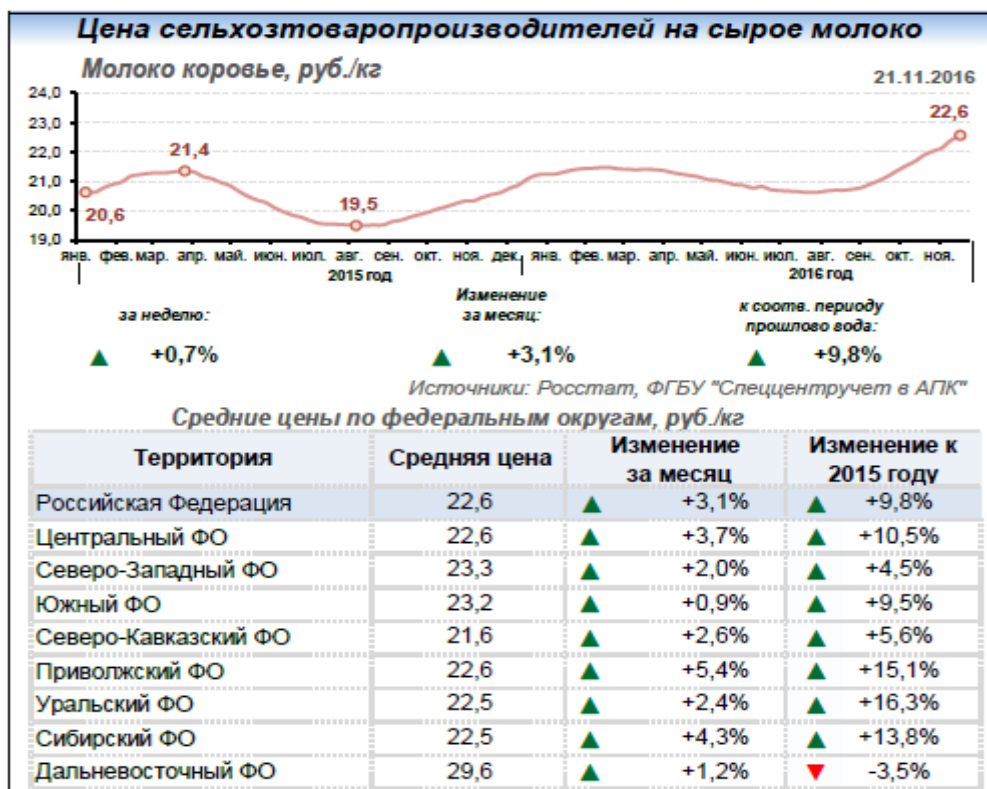 Цена сельхозтоваропроизводителей на сырое молоко
Молоко коровье, руб./кг
21.11.2016
24,0
23,0
22,0
21,0
20,0
19,0
20,6
21,4
19,5
22,6
янв. фев. мар. апр. май. июн. июл. авг. сен. окт. ноя. дек. янв. фев. мар. апр. май. июн. июл. авг. сен. окт. ноя.
2015 год 2016 год
за неделю:
+0,7%
Изменение
за месяц:
+3,1%
к соотв. периоду
прошлово вода:
+9,8%
Источники: Росстат, ФГБУ "Спеццентручет в АПК"
Средние цены по федеральным округам, руб./кг
Территория Средняя цена Изменение за месяц Изменение к 2015 году
Российская Федерация 22,6 ▲ +3,1% ▲ +9,8%
Центральный ФО 22,6 ▲ +3,7% ▲ +10,5%
Северо-Западный ФО 23,3 ▲ +2,0% ▲ +4,5%
Южный ФО 23,2 ▲ +0,9% ▲ +9,5%
Северо-Кавказский ФО 21,6 ▲ +2,6% ▲ +5,6%
Приволжский ФО 22,6 ▲ +5,4% ▲ +15,1%
Уральский ФО 22,5 ▲ +2,4% ▲ +16,3%
Сибирский ФО 22,5 ▲ +4,3% ▲ +13,8%
Дальневосточный ФО 29,6 ▲ +1,2% ▼ -3,5%